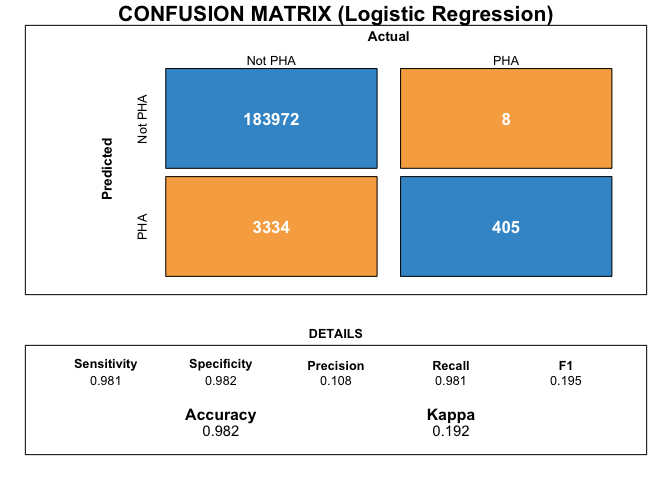 CONFUSION MATRIX (Logistic Regression)
Actual
Not PHA PHA
Predicted
Not PHA
183972 8
PHA
3334 405
DETAILS
Sensitivity Specificity Precision Recall F1
0.981 0.982 0.108 0.981 0.195
Accuracy Kappa
0.982 0.192